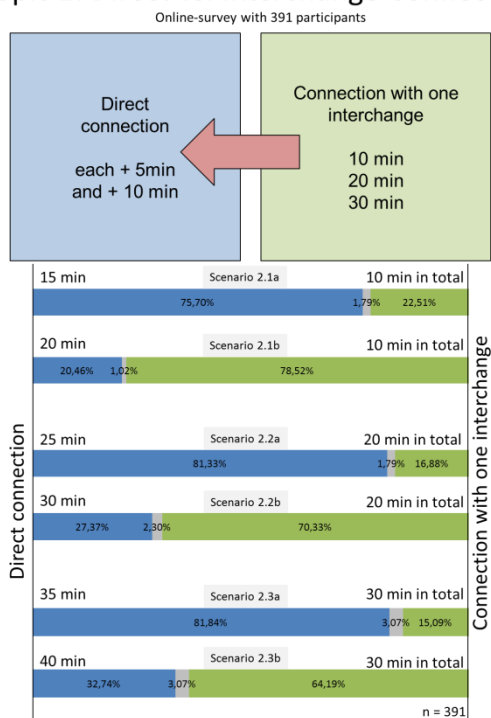 Online-survey with 391 participants
Direct
connection
each + 5min
and + 10 min
Connection with one
interchange
10 min
20 min
30 min
Direct connection
Connection with one interchange
15 min
Scenario 2.1a
10 min in total
75,70%
1,79%
22,51%
20 min
Scenario 2.1b
10 min in total
20,46%
1,02%
78,52%
25 min
Scenario 2.2a
20 min in total
81,33%
1,79%
16,88%
30 min
Scenario 2.2b
20 min in total
27,37%
2,30%
70,33%
35 min
Scenario 2.3a
30 min in total
81,84%
3,07%
15,09%
40 min
Scenario 2.3b
30 min in total
32,74%
3,07%
64,19%
n = 391